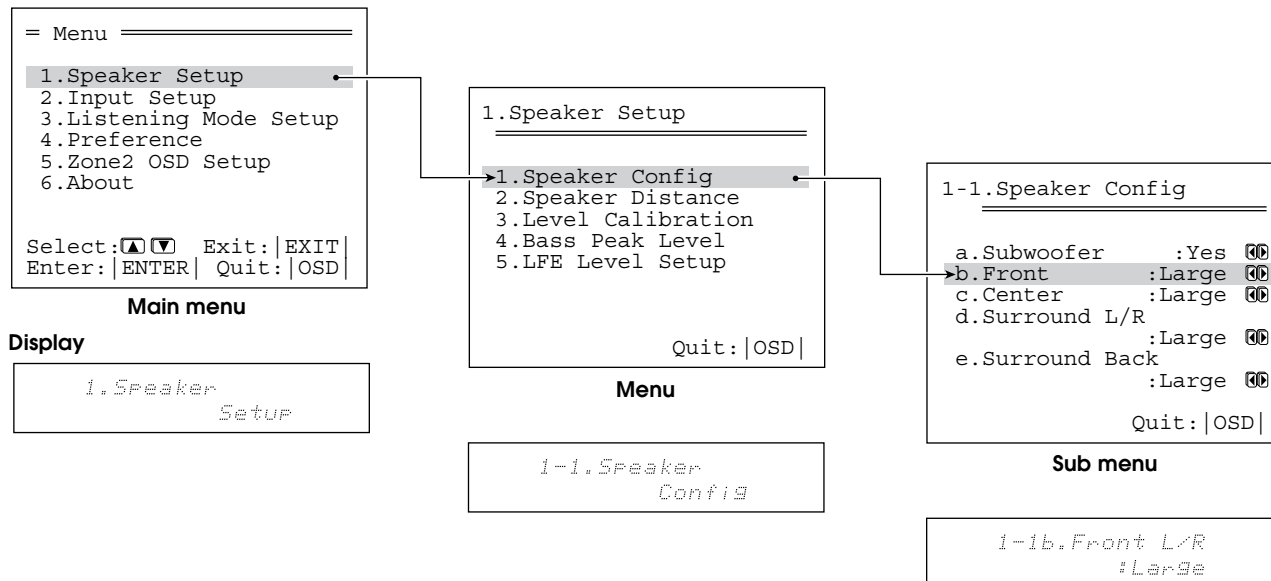 = Menu
1.Speaker Setup
2.Input Setup
3.Listening Mode Setup
4.Preference
5.Zone2 OSD Setup
6.About
Select:▲▼ Exit:|EXIT|
Enter:|ENTER| Quit:|OSD|
Main menu
Display
1.Speaker
Setup
1.Speaker Setup
1.Speaker Config
2.Speaker Distance
3.Level Calibration
4.Bass Peak Level
5.LFE Level Setup
Quit:|OSD|
Menu
1-1.Speaker
Config
1-1.Speaker Config
a.Subwoofer :Yes
b.Front :Large
c.Center :Large
d.Surround L/R
:Large
e.Surround Back
:Large
Quit:|OSD|
Sub menu
1-1b.Front L/R
:Large